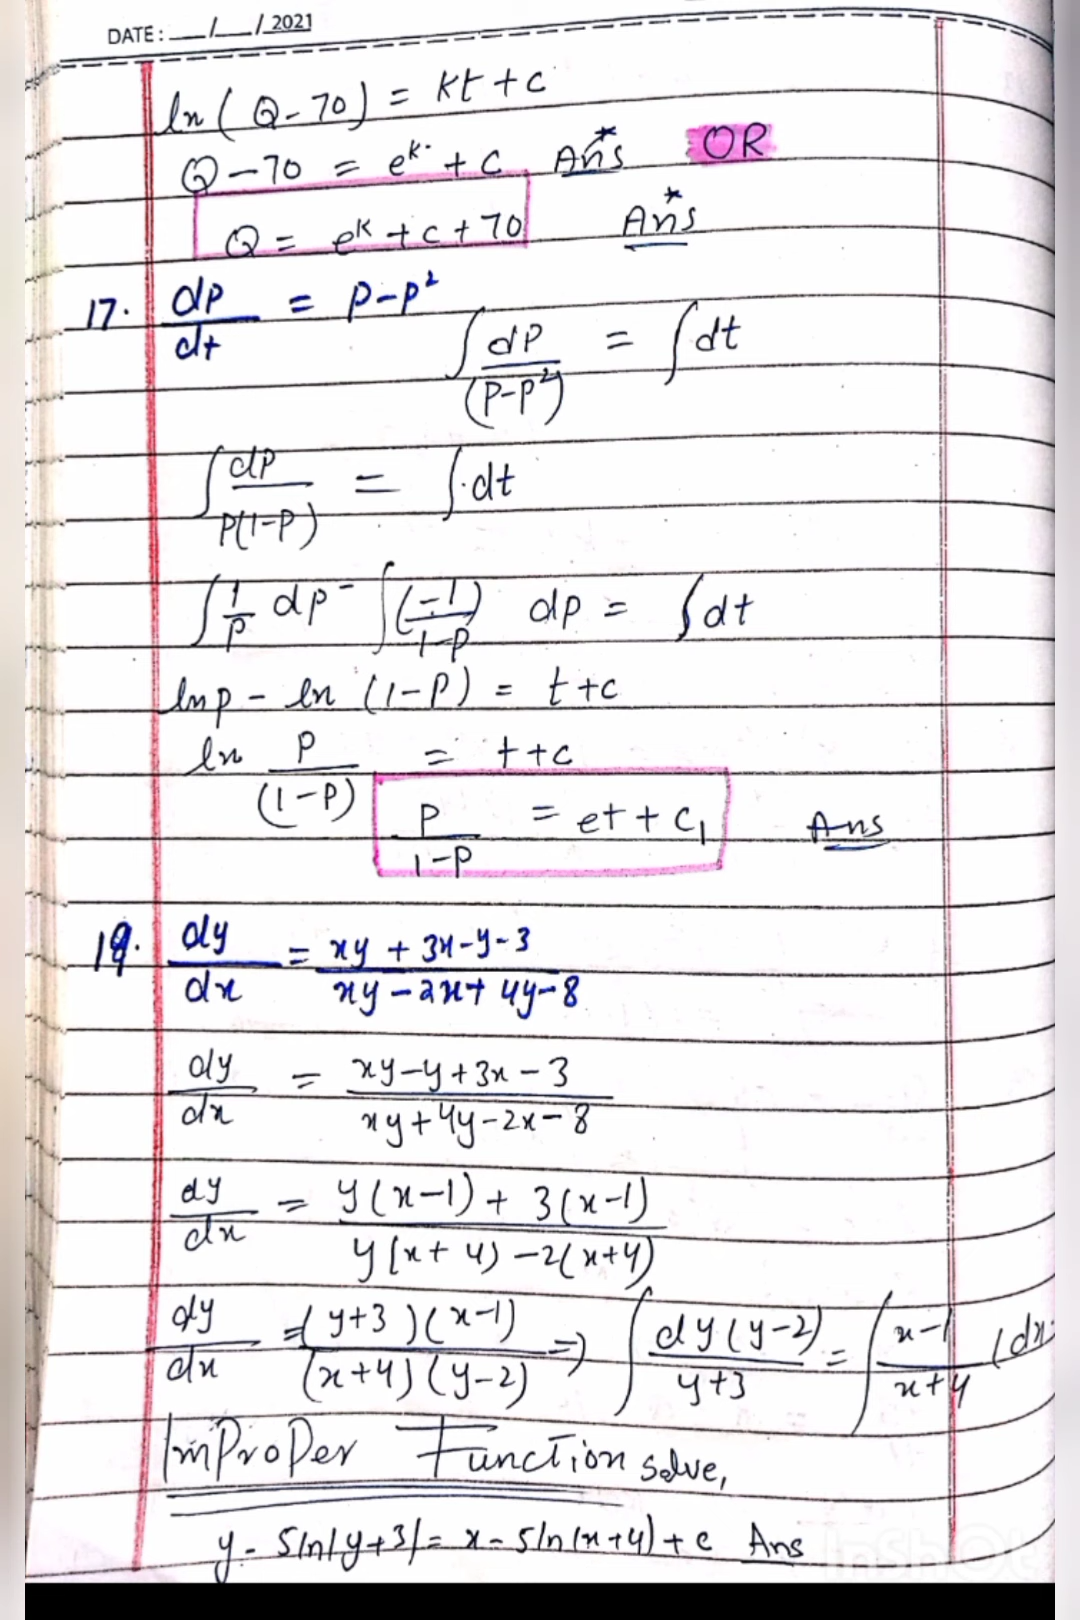 DATE: __/__/2021
ln(Q-70) = kt+c
Q-70 = e^k. + c Ans* OR
Q = e^k + c + 70 Ans*
17. dp/dt = P-P²
∫ dP/(P-P²) = ∫dt
∫ dp/P(1-P) = ∫.dt
∫ 1/P dp - ∫ (-1)/1-P dp = ∫dt
lnp - ln (1-P) = t+c
ln P/(1-P) = t+c
P/1-P = et + c₁ Ans
19. dy/dx = xy + 3x-y-3/xy-2x+4y-8
dy/dx = xy-y+3x-3/xy+4y-2x-8
dy/dx = y(x-1) + 3(x-1)/y(x+4)-2(x+4)
dy/dx = (y+3)(x-1)/(x+4)(y-2) => ∫ dy(y-2)/y+3 = ∫ x-1/x+4 (dx
ImProPer Function solve,
y-5ln|y+3| = x-5ln(x+4)+c Ans
InShOt